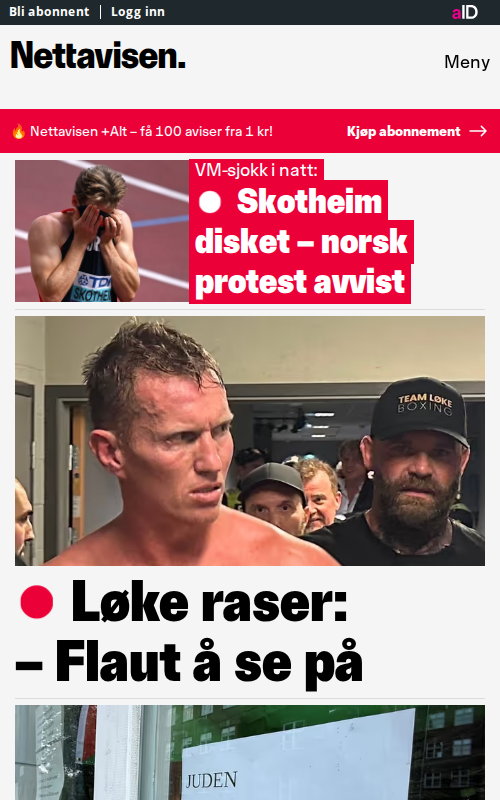 Bli abonnent
Logg inn
aID
Nettavisen.
Meny
🔥 Nettavisen +Alt – få 100 aviser fra 1 kr!
Kjøp abonnement →
VM-sjokk i natt:
Skotheim
disket – norsk
protest avvist
TDK
SKOTHEI
TEAM LØKE
BOXING
Løke raser:
– Flaut å se på
JUDEN